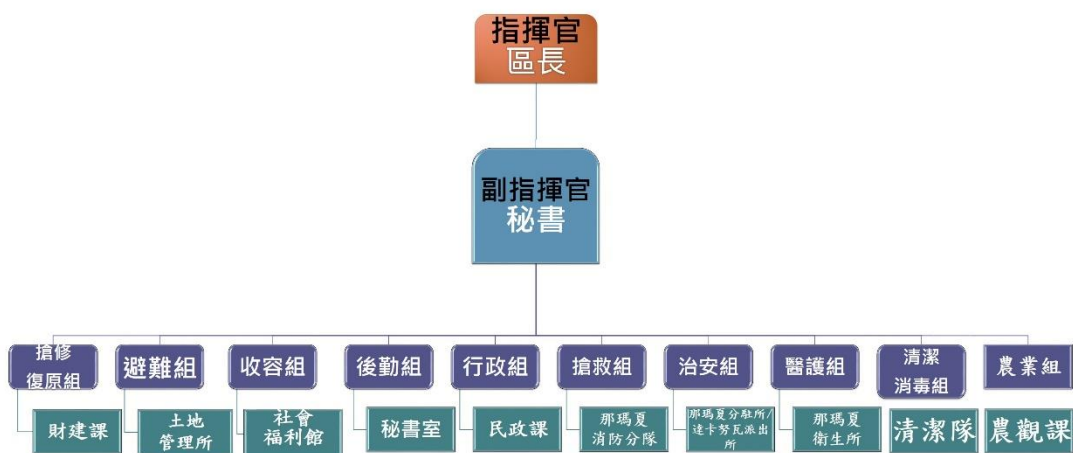 指揮官
區長
副指揮官
秘書
搶修
復原組
避難組
收容組
後勤組
行政組
搶救組
治安組
醫護組
清潔
消毒組
農業組
財建課
土地
管理所
社會
福利館
秘書室
民政課
那瑪夏
消防分隊
那瑪夏分駐所/
達卡努瓦派出
所
那瑪夏
衛生所
清潔隊
農觀課